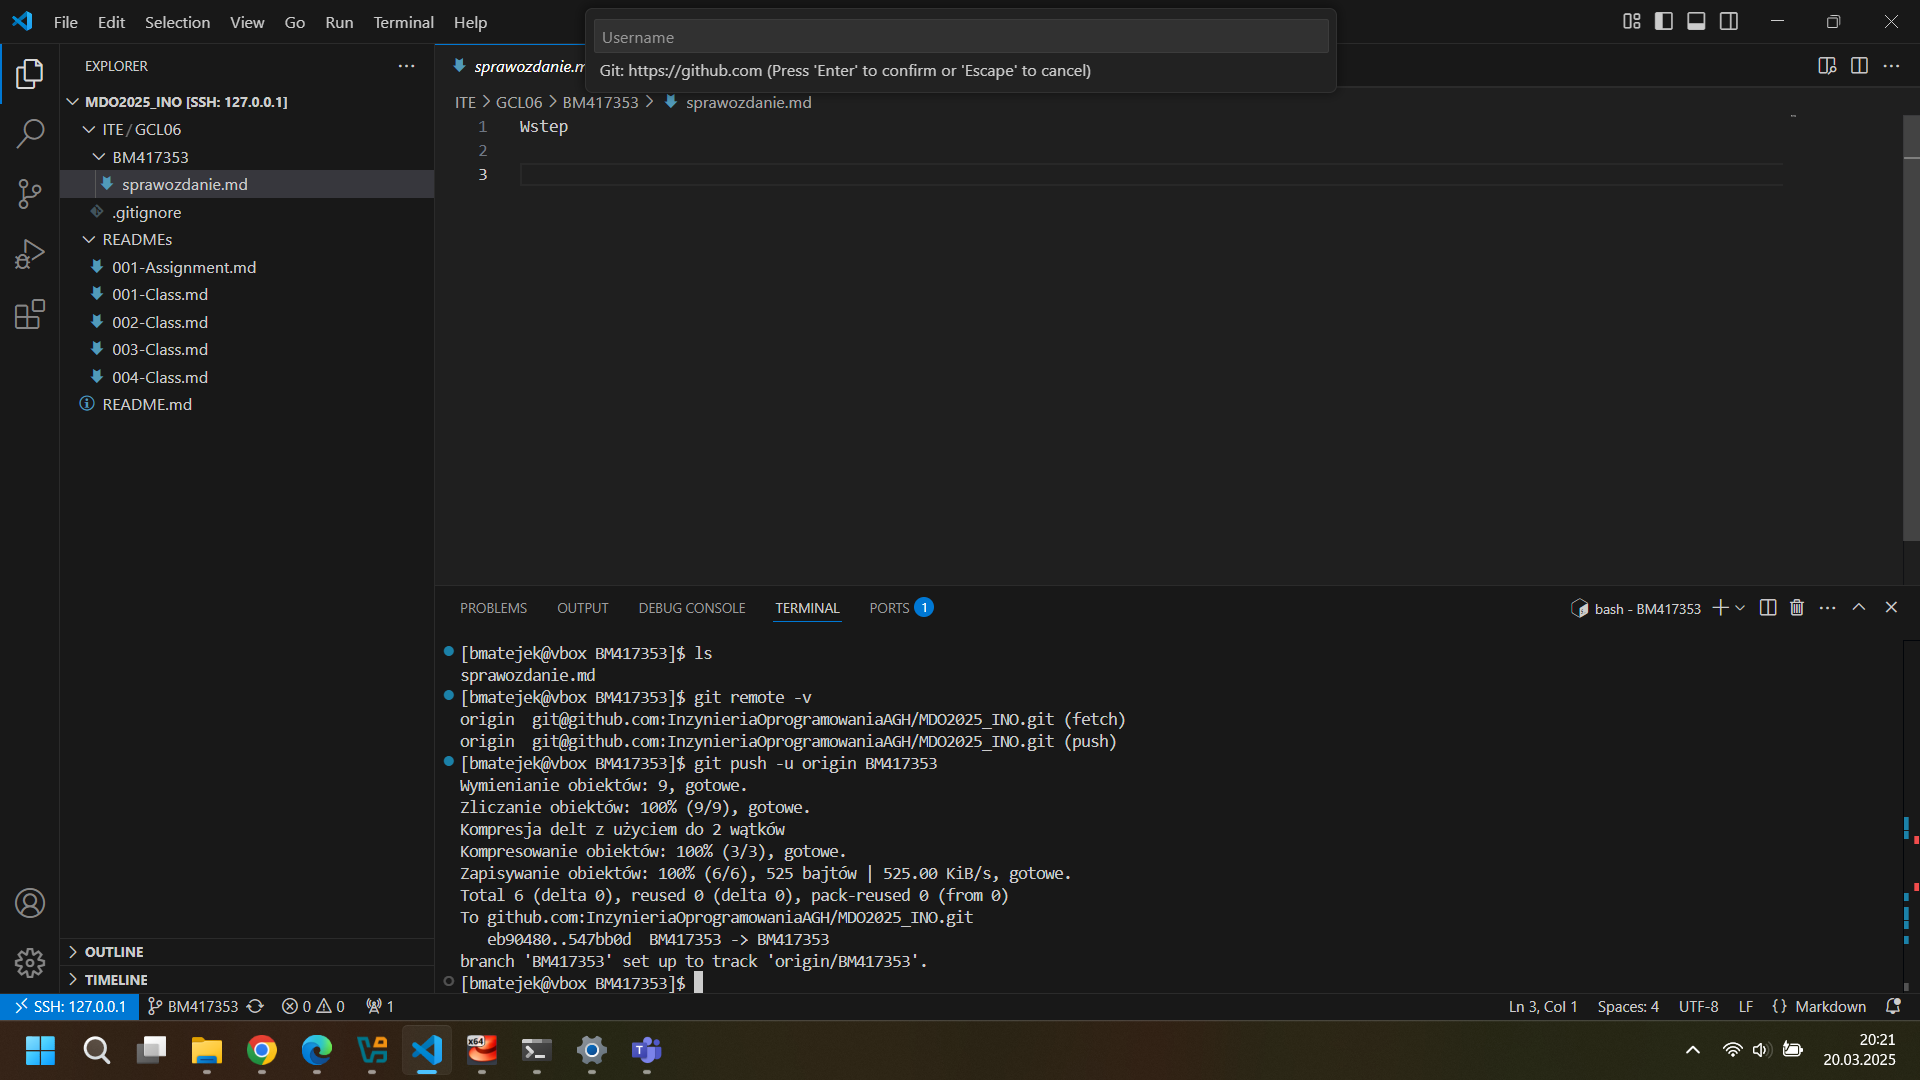 File Edit Selection View Go Run Terminal Help
Username
Git: https://github.com (Press 'Enter' to confirm or 'Escape' to cancel)
EXPLORER
MDO2025_INO [SSH: 127.0.0.1]
ITE / GCL06
BM417353
sprawozdanie.md
.gitignore
READMEs
001-Assignment.md
001-Class.md
002-Class.md
003-Class.md
004-Class.md
README.md
OUTLINE
TIMELINE
sprawozdanie.m
ITE > GCL06 > BM417353 > sprawozdanie.md
1 Wstep
2
3
PROBLEMS OUTPUT DEBUG CONSOLE TERMINAL PORTS 1
bash - BM417353
[bmatejek@vbox BM417353]$ ls
sprawozdanie.md
[bmatejek@vbox BM417353]$ git remote -v
origin  git@github.com:InzynieriaOprogramowaniaAGH/MDO2025_INO.git (fetch)
origin  git@github.com:InzynieriaOprogramowaniaAGH/MDO2025_INO.git (push)
[bmatejek@vbox BM417353]$ git push -u origin BM417353
Wymienianie obiektów: 9, gotowe.
Zliczanie obiektów: 100% (9/9), gotowe.
Kompresja delt z użyciem do 2 wątków
Kompresowanie obiektów: 100% (3/3), gotowe.
Zapisywanie obiektów: 100% (6/6), 525 bajtów | 525.00 KiB/s, gotowe.
Total 6 (delta 0), reused 0 (delta 0), pack-reused 0 (from 0)
To github.com:InzynieriaOprogramowaniaAGH/MDO2025_INO.git
   eb90480..547bb0d  BM417353 -> BM417353
branch 'BM417353' set up to track 'origin/BM417353'.
[bmatejek@vbox BM417353]$
SSH: 127.0.0.1 BM417353 0 0 1
Ln 3, Col 1 Spaces: 4 UTF-8 LF {} Markdown
x64
20:21
20.03.2025